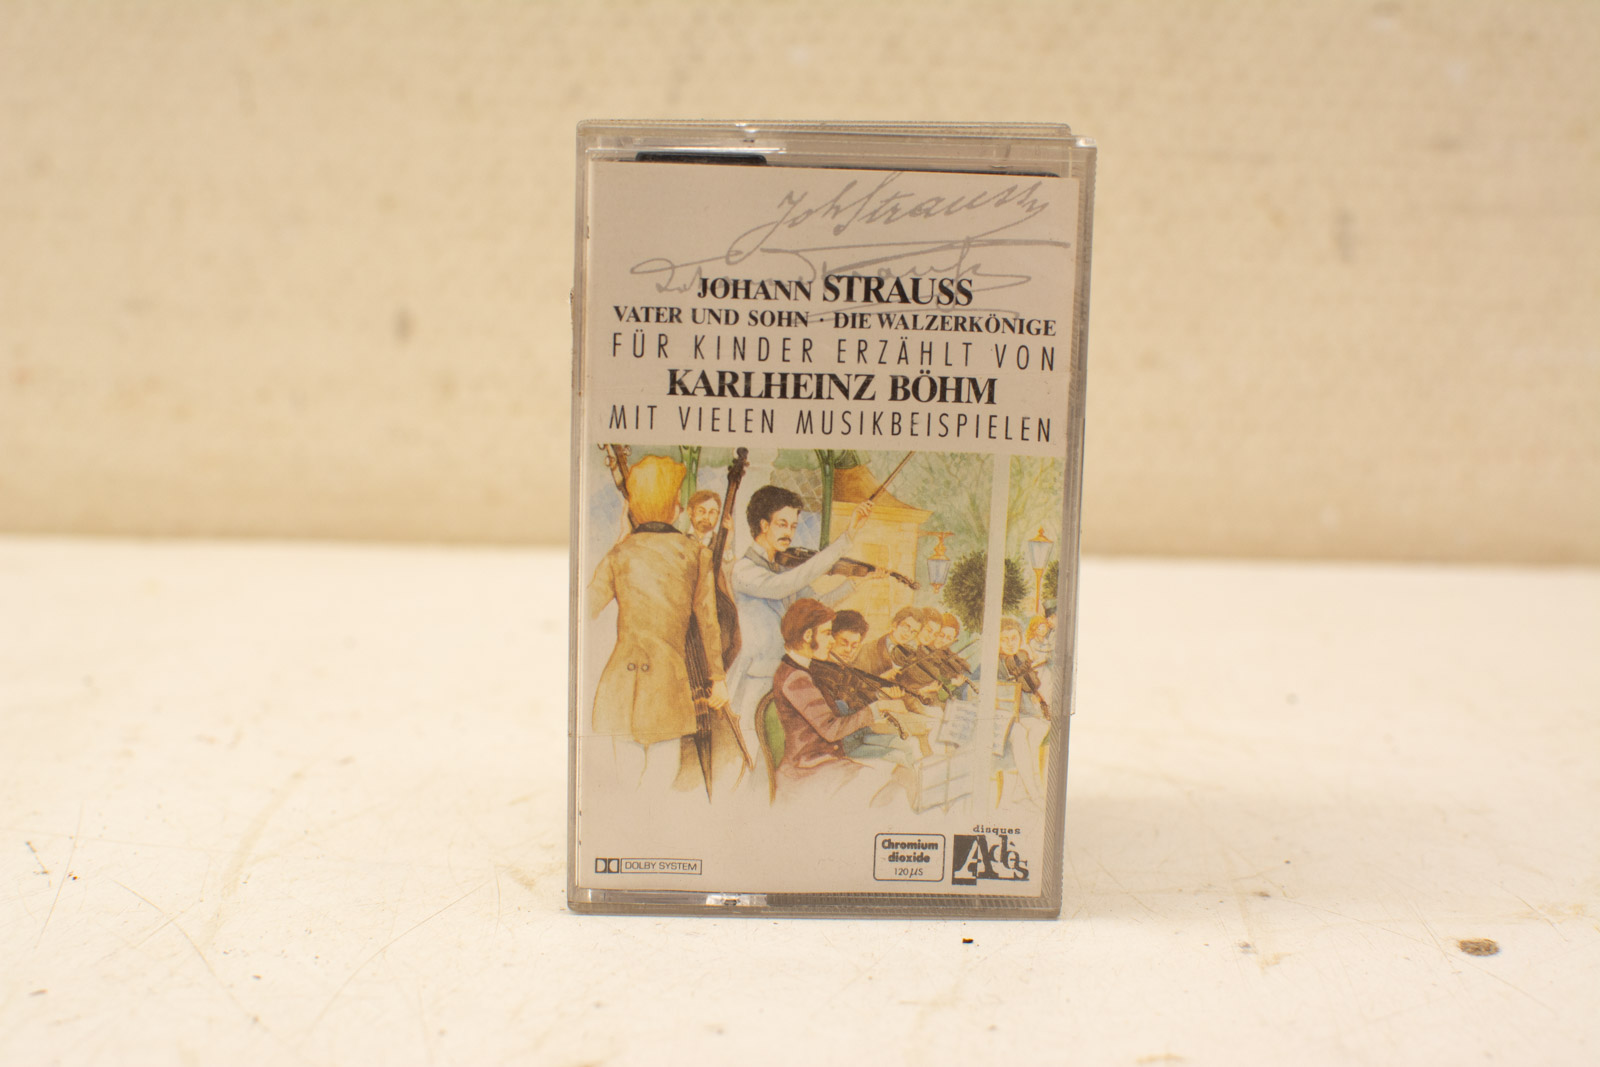 Joh Strauss
JOHANN STRAUSS
VATER UND SOHN · DIE WALZERKÖNIGE
FÜR KINDER ERZÄHLT VON
KARLHEINZ BÖHM
MIT VIELEN MUSIKBEISPIELEN
DOLBY SYSTEM
Chromium
dioxide
120 µS
disques
Adès